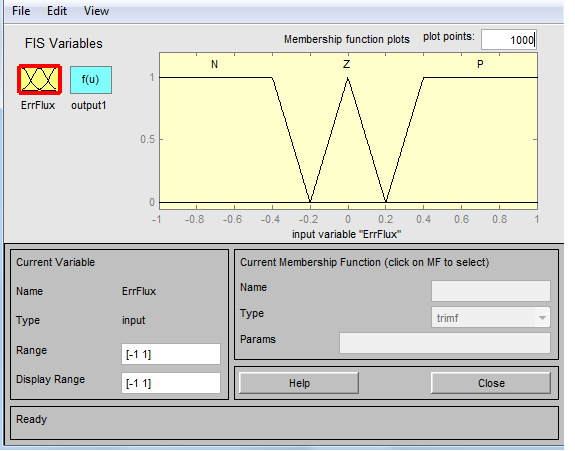 File Edit View
FIS Variables
Membership function plots plot points: 1000
f(u)
ErrFlux output1
N Z P
1
0.5
0
-1 -0.8 -0.6 -0.4 -0.2 0 0.2 0.4 0.6 0.8 1
input variable "ErrFlux"
Current Variable
Name ErrFlux
Type input
Range [-1 1]
Display Range [-1 1]
Current Membership Function (click on MF to select)
Name
Type trimf
Params
Help Close
Ready